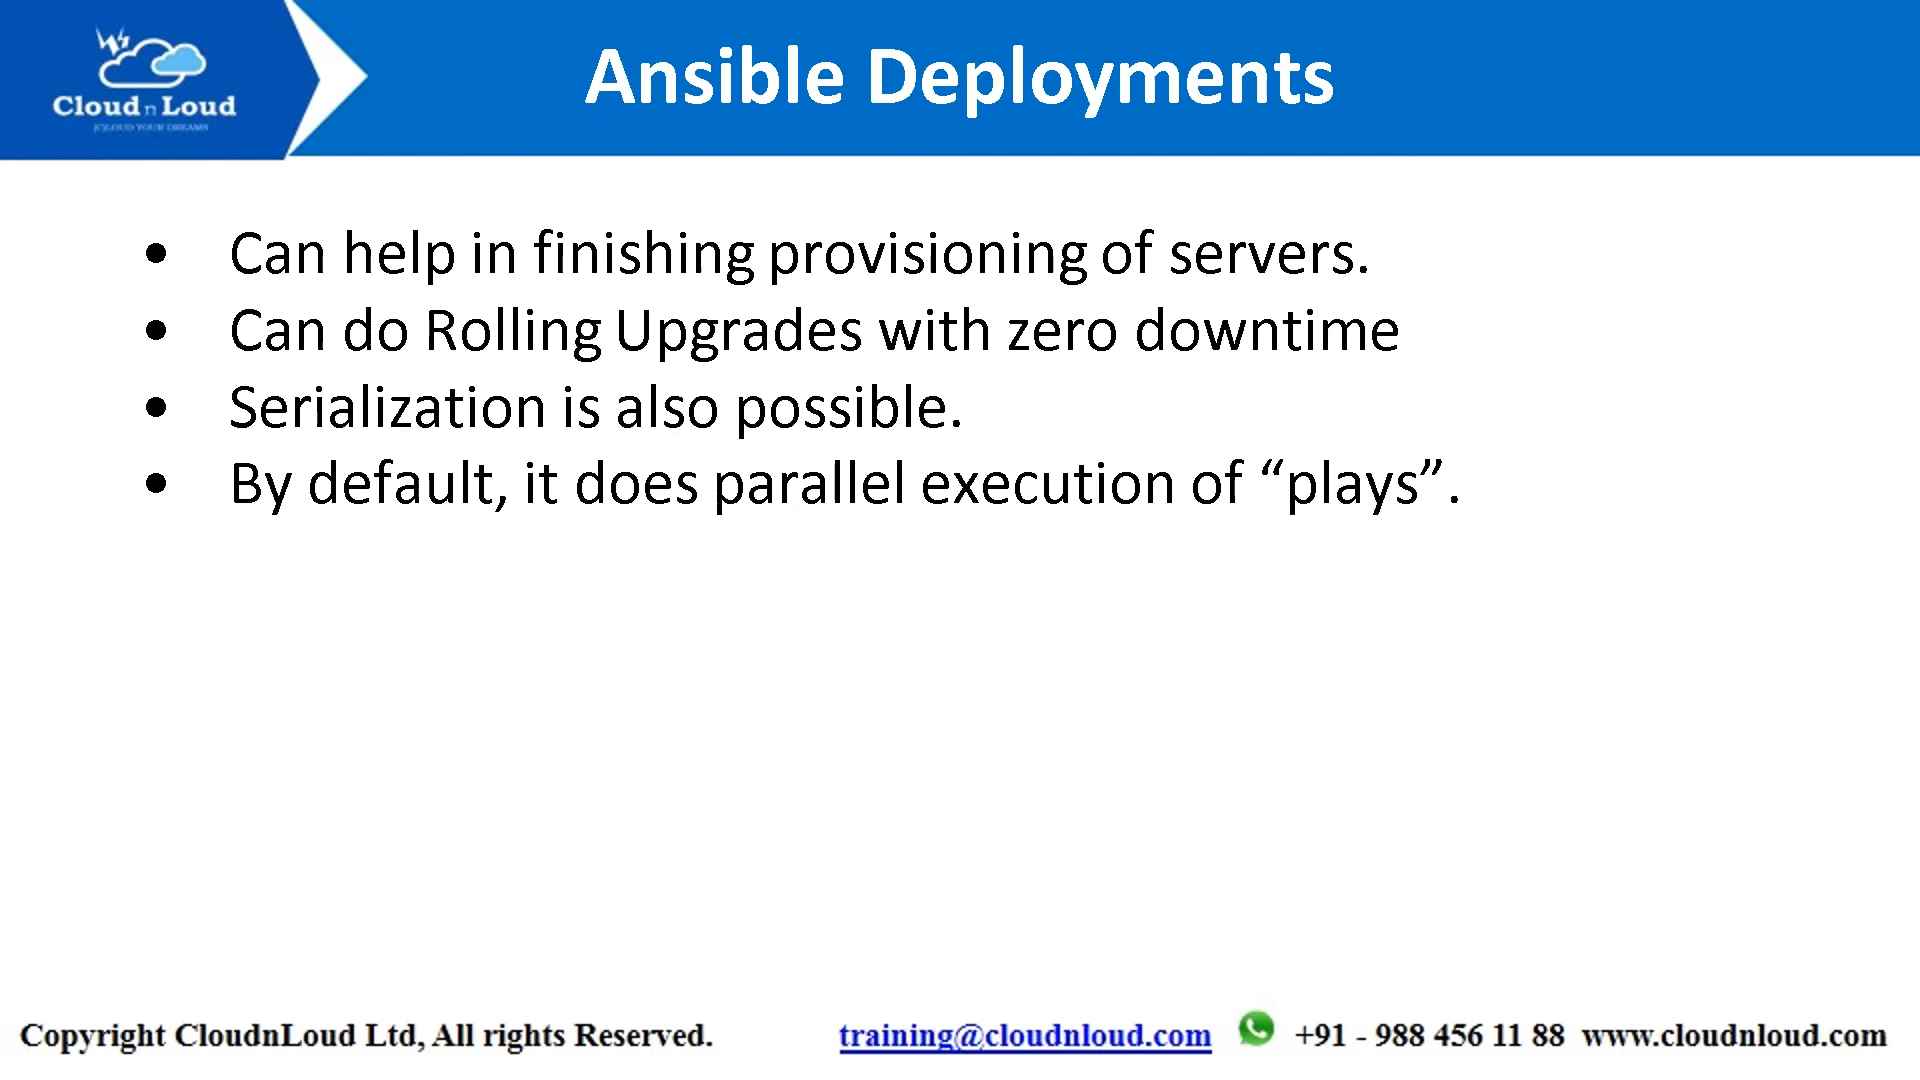 Ansible Deployments
Cloud n Loud
• Can help in finishing provisioning of servers.
• Can do Rolling Upgrades with zero downtime
• Serialization is also possible.
• By default, it does parallel execution of “plays”.
Copyright CloudnLoud Ltd, All rights Reserved. training@cloudnloud.com +91 - 988 456 11 88 www.cloudnloud.com